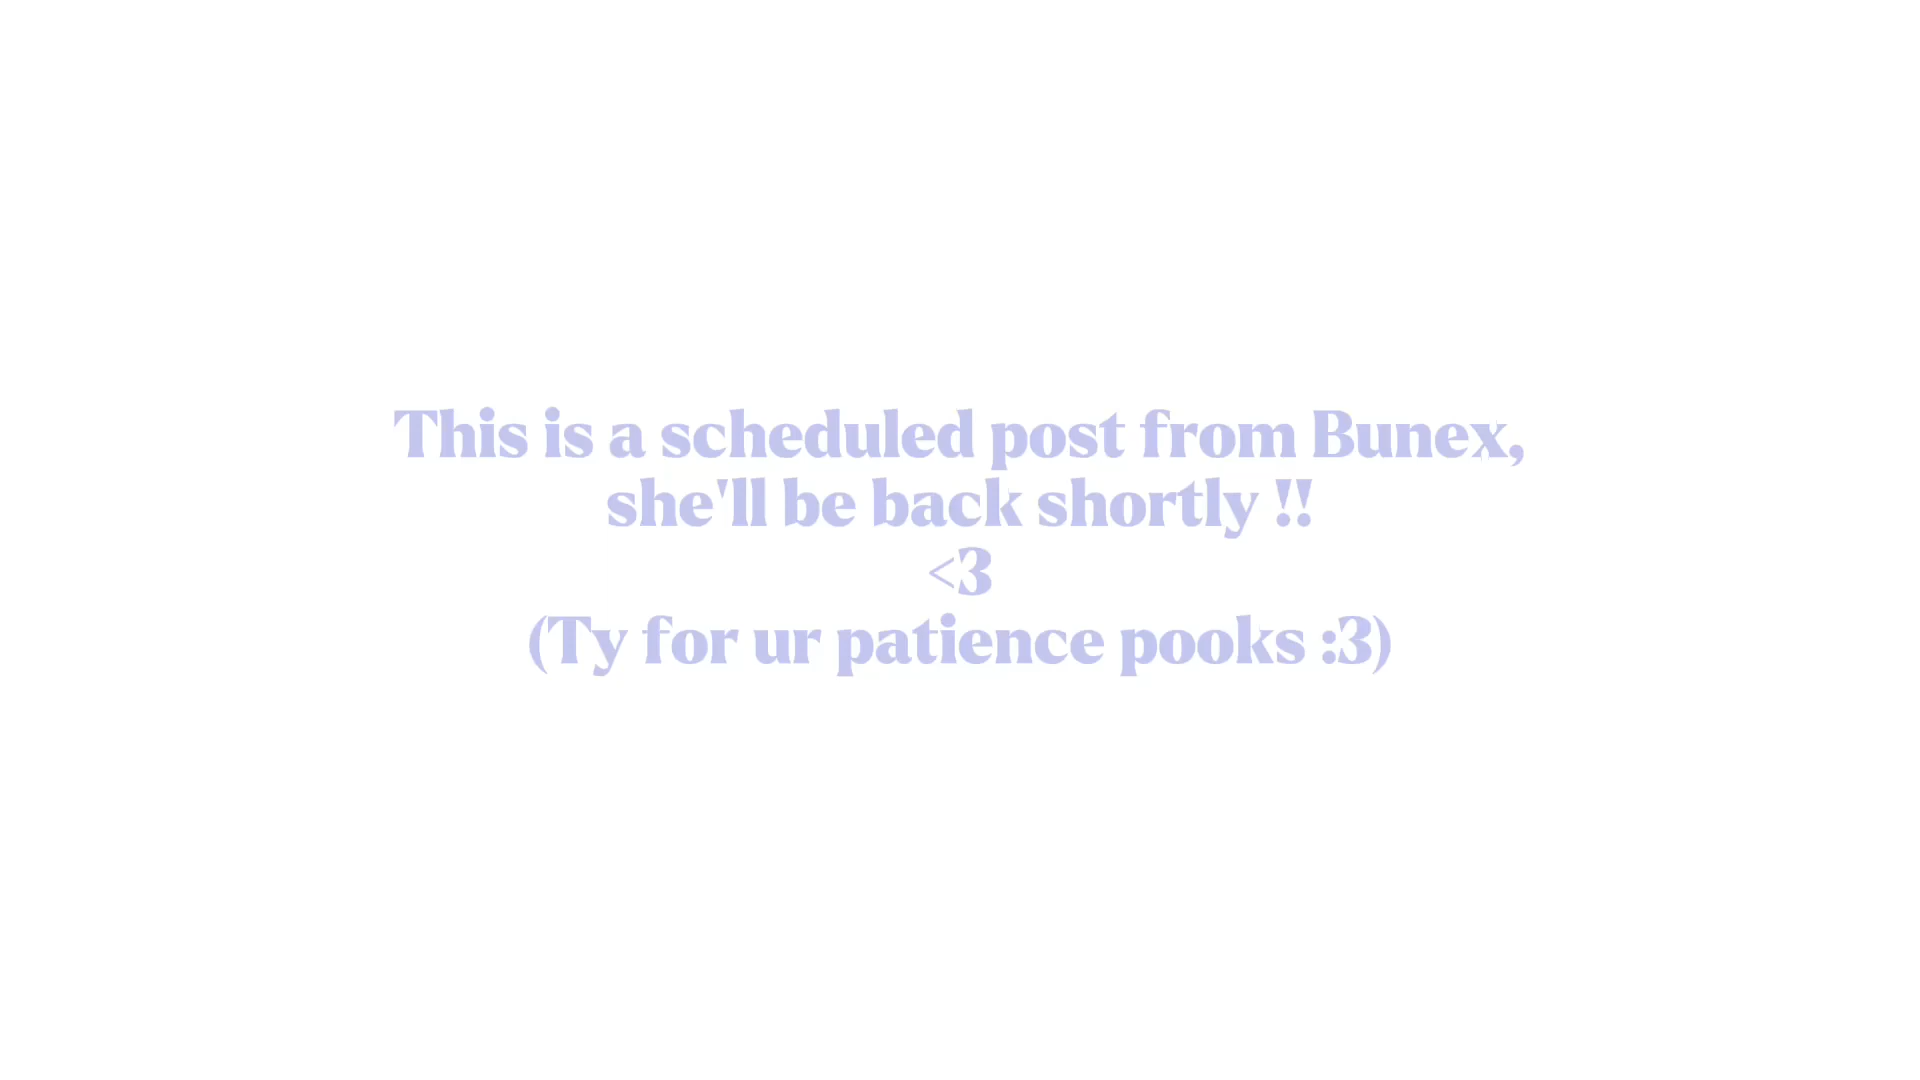 This is a scheduled post from Bunex,
she'll be back shortly !!
<3
(Ty for ur patience pooks :3)